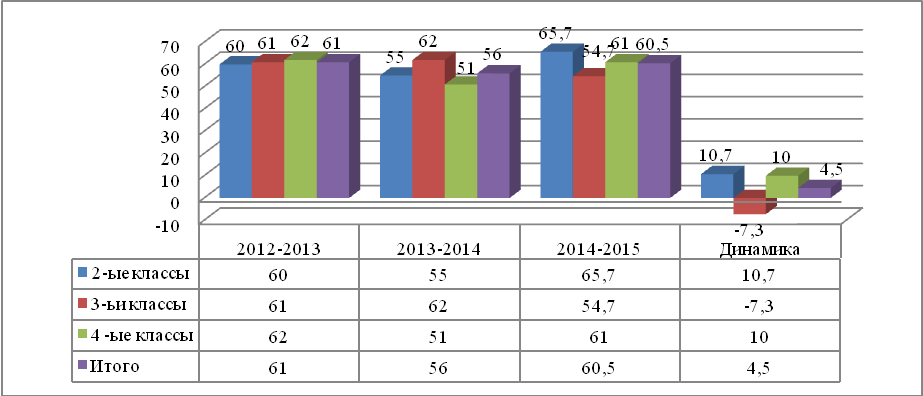 70
60
50
40
30
20
10
0
-10
60 61 62 61
55 62 51 56
65,7 54,7 61 60,5
10,7 -7,3 10 4,5
2012-2013 2013-2014 2014-2015 Динамика
2-ые классы 60 55 65,7 10,7
3-ьи классы 61 62 54,7 -7,3
4 -ые классы 62 51 61 10
Итого 61 56 60,5 4,5